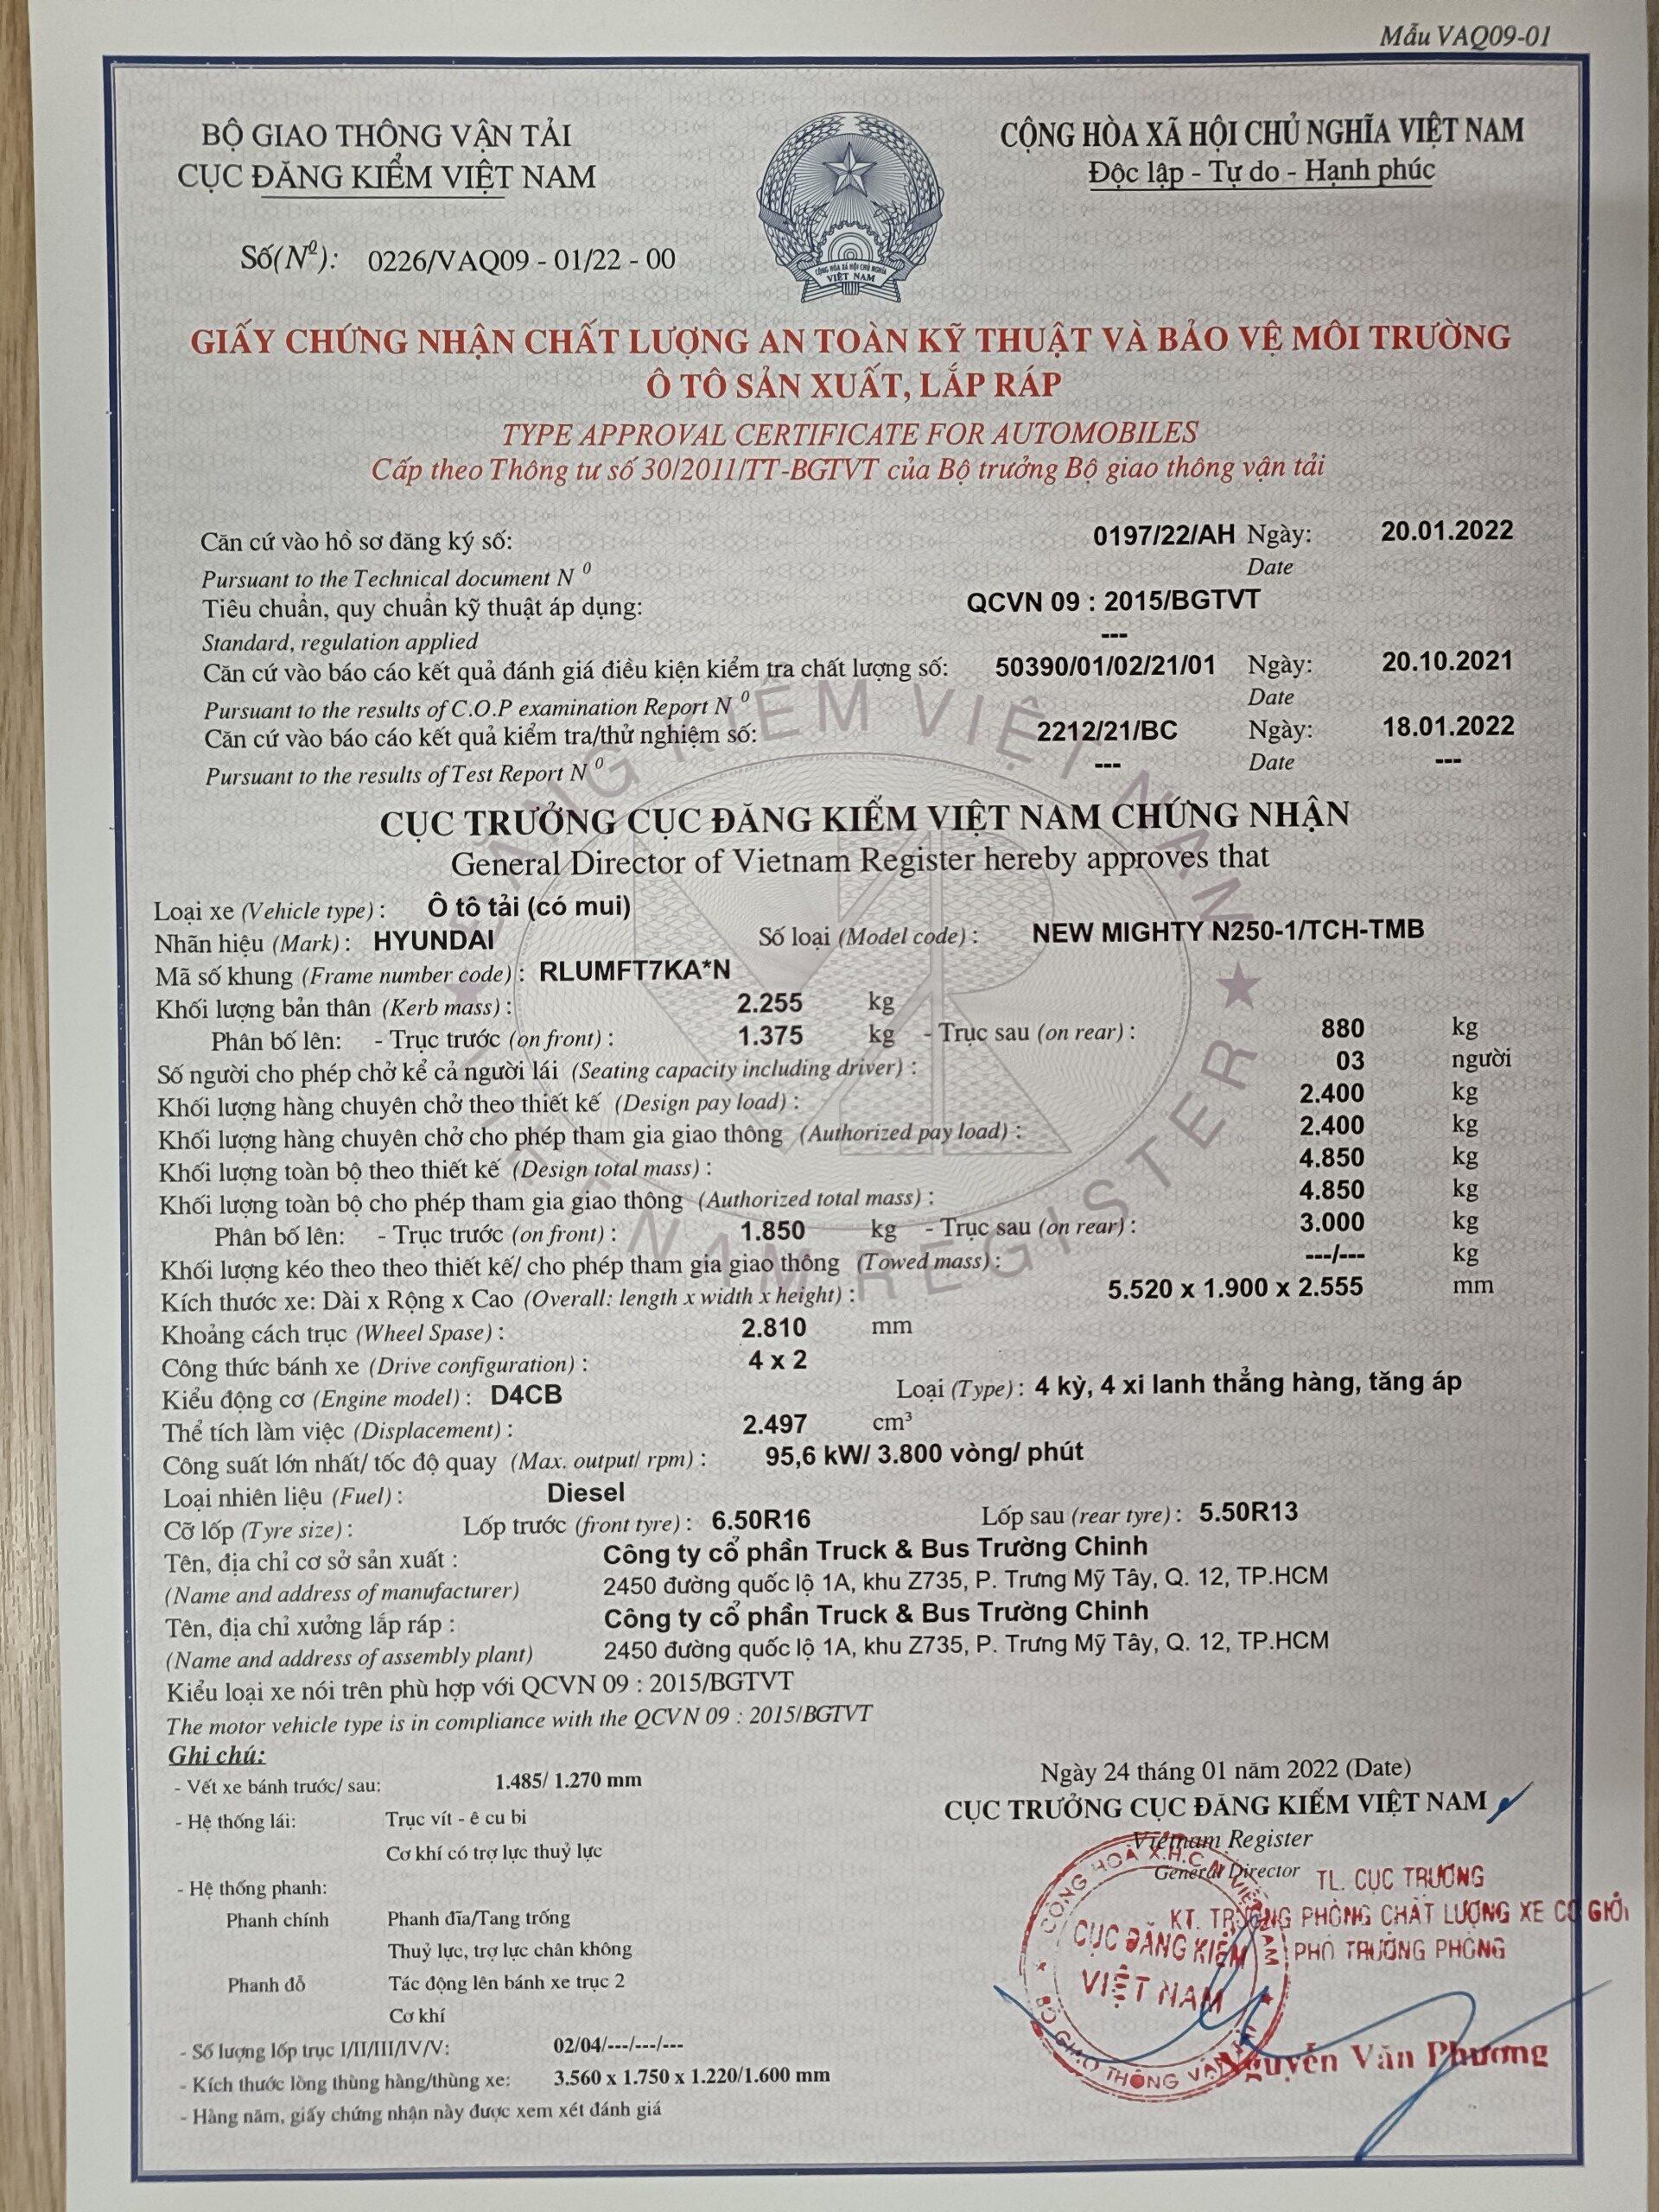 Mẫu VAQ09-01
BỘ GIAO THÔNG VẬN TẢI
CỤC ĐĂNG KIỂM VIỆT NAM
CỘNG HÒA XÃ HỘI CHỦ NGHĨA VIỆT NAM
Độc lập - Tự do - Hạnh phúc
CỘNG HÒA XÃ HỘI CHỦ NGHĨA
VIỆT NAM
Số(Nº): 0226/VAQ09 - 01/22 - 00
GIẤY CHỨNG NHẬN CHẤT LƯỢNG AN TOÀN KỸ THUẬT VÀ BẢO VỆ MÔI TRƯỜNG
Ô TÔ SẢN XUẤT, LẮP RÁP
TYPE APPROVAL CERTIFICATE FOR AUTOMOBILES
Cấp theo Thông tư số 30/2011/TT-BGTVT của Bộ trưởng Bộ giao thông vận tải
Căn cứ vào hồ sơ đăng ký số: 0197/22/AH Ngày: 20.01.2022
Pursuant to the Technical document N 0 Date
Tiêu chuẩn, quy chuẩn kỹ thuật áp dụng: QCVN 09 : 2015/BGTVT
Standard, regulation applied ---
Căn cứ vào báo cáo kết quả đánh giá điều kiện kiểm tra chất lượng số: 50390/01/02/21/01 Ngày: 20.10.2021
Pursuant to the results of C.O.P examination Report N 0 Date
Căn cứ vào báo cáo kết quả kiểm tra/thử nghiệm số: 2212/21/BC Ngày: 18.01.2022
Pursuant to the results of Test Report N 0 --- Date ---
CỤC TRƯỞNG CỤC ĐĂNG KIỂM VIỆT NAM CHỨNG NHẬN
General Director of Vietnam Register hereby approves that
Loại xe (Vehicle type) : Ô tô tải (có mui)
Nhãn hiệu (Mark) : HYUNDAI Số loại (Model code) : NEW MIGHTY N250-1/TCH-TMB
Mã số khung (Frame number code) : RLUMFT7KA*N
Khối lượng bản thân (Kerb mass) : 2.255 kg
Phân bố lên: - Trục trước (on front) : 1.375 kg - Trục sau (on rear) : 880 kg
Số người cho phép chở kể cả người lái (Seating capacity including driver) : 03 người
Khối lượng hàng chuyên chở theo thiết kế (Design pay load) : 2.400 kg
Khối lượng hàng chuyên chở cho phép tham gia giao thông (Authorized pay load) : 2.400 kg
Khối lượng toàn bộ theo thiết kế (Design total mass) : 4.850 kg
Khối lượng toàn bộ cho phép tham gia giao thông (Authorized total mass) : 4.850 kg
Phân bố lên: - Trục trước (on front) : 1.850 kg - Trục sau (on rear) : 3.000 kg
Khối lượng kéo theo theo thiết kế/ cho phép tham gia giao thông (Towed mass) : ---/--- kg
Kích thước xe: Dài x Rộng x Cao (Overall: length x width x height) : 5.520 x 1.900 x 2.555 mm
Khoảng cách trục (Wheel Spase) : 2.810 mm
Công thức bánh xe (Drive configuration) : 4 x 2
Kiểu động cơ (Engine model) : D4CB Loại (Type) : 4 kỳ, 4 xi lanh thẳng hàng, tăng áp
Thể tích làm việc (Displacement) : 2.497 cm³
Công suất lớn nhất/ tốc độ quay (Max. output/ rpm) : 95,6 kW/ 3.800 vòng/ phút
Loại nhiên liệu (Fuel) : Diesel
Cỡ lốp (Tyre size) : Lốp trước (front tyre) : 6.50R16 Lốp sau (rear tyre) : 5.50R13
Tên, địa chỉ cơ sở sản xuất : Công ty cổ phần Truck & Bus Trường Chinh
(Name and address of manufacturer) 2450 đường quốc lộ 1A, khu Z735, P. Trưng Mỹ Tây, Q. 12, TP.HCM
Tên, địa chỉ xưởng lắp ráp : Công ty cổ phần Truck & Bus Trường Chinh
(Name and address of assembly plant) 2450 đường quốc lộ 1A, khu Z735, P. Trưng Mỹ Tây, Q. 12, TP.HCM
Kiểu loại xe nói trên phù hợp với QCVN 09 : 2015/BGTVT
The motor vehicle type is in compliance with the QCVN 09 : 2015/BGTVT
ĐĂNG KIỂM VIỆT NAM
VIETNAM REGISTER
Ghi chú:
- Vết xe bánh trước/ sau: 1.485/ 1.270 mm
- Hệ thống lái: Trục vít - ê cu bi
Cơ khí có trợ lực thuỷ lực
- Hệ thống phanh:
Phanh chính Phanh đĩa/Tang trống
Thuỷ lực, trợ lực chân không
Phanh đỗ Tác động lên bánh xe trục 2
Cơ khí
- Số lượng lốp trục I/II/III/IV/V: 02/04/---/---/---
- Kích thước lòng thùng hàng/thùng xe: 3.560 x 1.750 x 1.220/1.600 mm
- Hàng năm, giấy chứng nhận này được xem xét đánh giá
Ngày 24 tháng 01 năm 2022 (Date)
CỤC TRƯỞNG CỤC ĐĂNG KIỂM VIỆT NAM
Vietnam Register
General Director
TL. CỤC TRƯỞNG
KT. TRƯỞNG PHÒNG CHẤT LƯỢNG XE CƠ GIỚI
PHÓ TRƯỞNG PHÒNG
CỘNG HOÀ X.H.C.N VIỆT NAM
CỤC ĐĂNG KIỂM
VIỆT NAM
BỘ GIAO THÔNG VẬN TẢI
Nguyễn Văn Phương